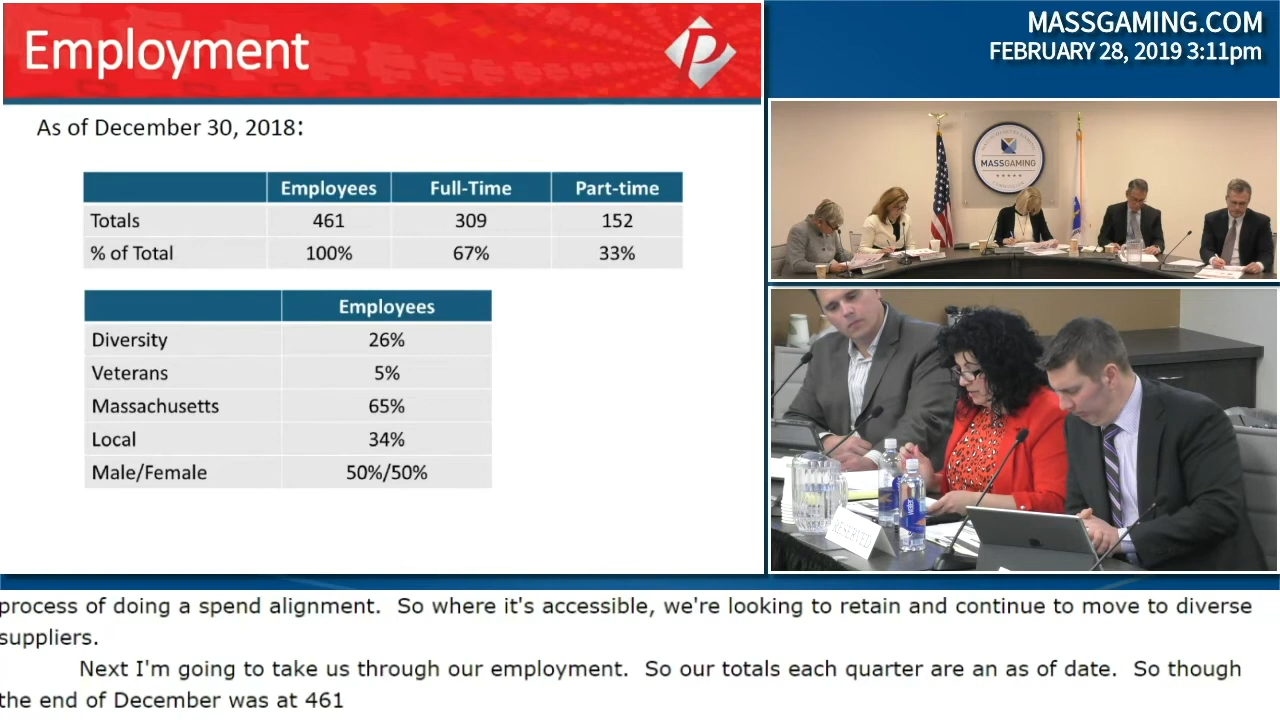 Employment
MASSGAMING.COM
FEBRUARY 28, 2019 3:11pm
As of December 30, 2018:
Employees Full-Time Part-time
Totals 461 309 152
% of Total 100% 67% 33%
Employees
Diversity 26%
Veterans 5%
Massachusetts 65%
Local 34%
Male/Female 50%/50%
MASSGAMING
RESERVED
water
process of doing a spend alignment. So where it's accessible, we're looking to retain and continue to move to diverse
suppliers.
Next I'm going to take us through our employment. So our totals each quarter are an as of date. So though
the end of December was at 461